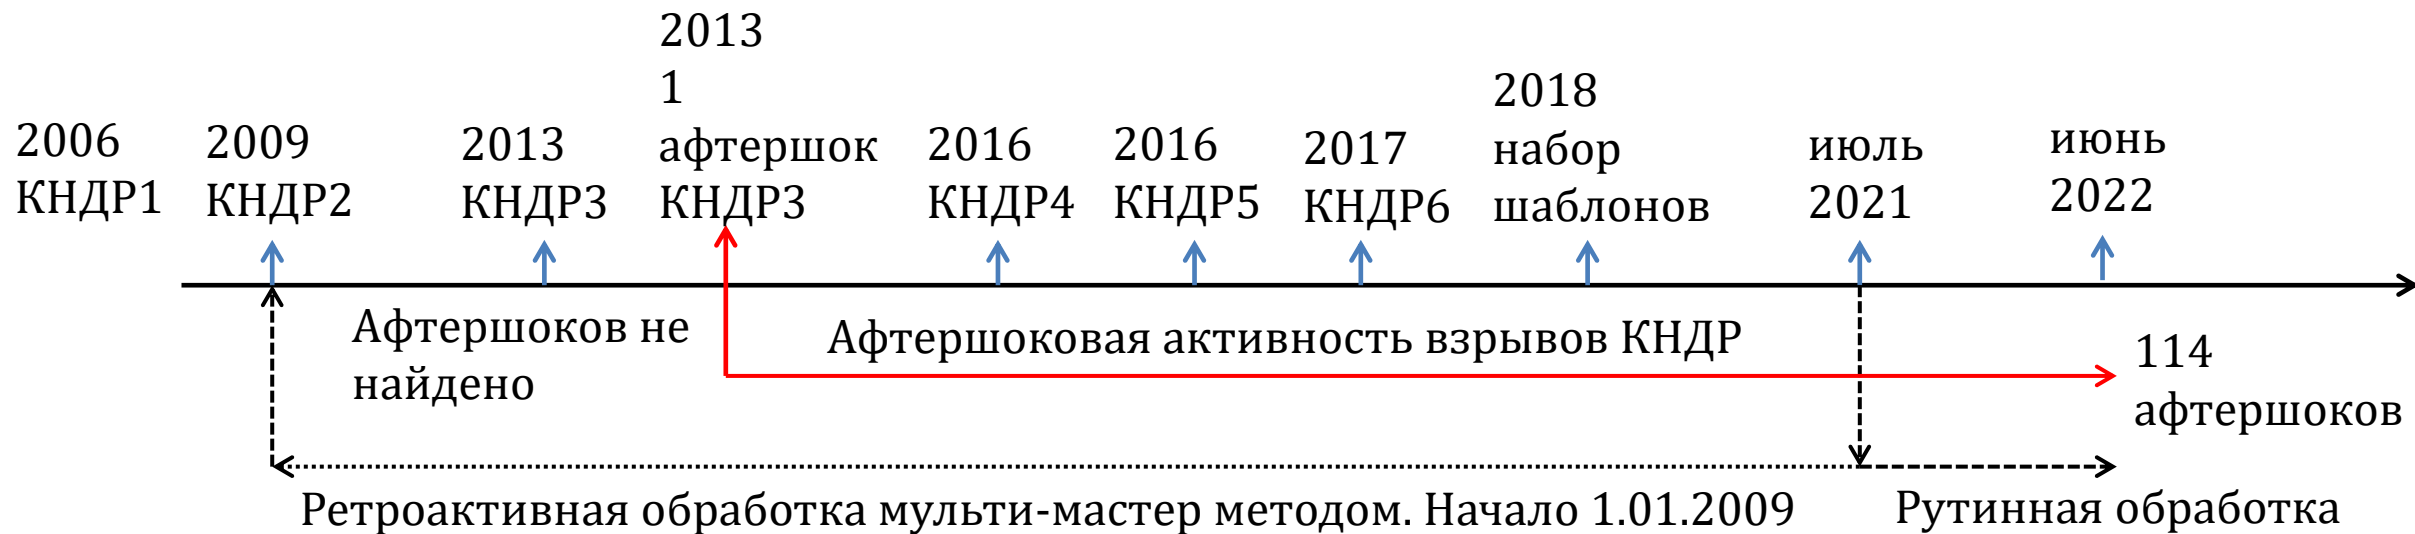 2006
КНДР1
2009
КНДР2
2013
КНДР3
2013
1
афтершок
КНДР3
2016
КНДР4
2016
КНДР5
2017
КНДР6
2018
набор
шаблонов
июль
2021
июнь
2022
Афтершоков не
найдено
Афтершоковая активность взрывов КНДР
114
афтершоков
Ретроактивная обработка мульти-мастер методом. Начало 1.01.2009
Рутинная обработка